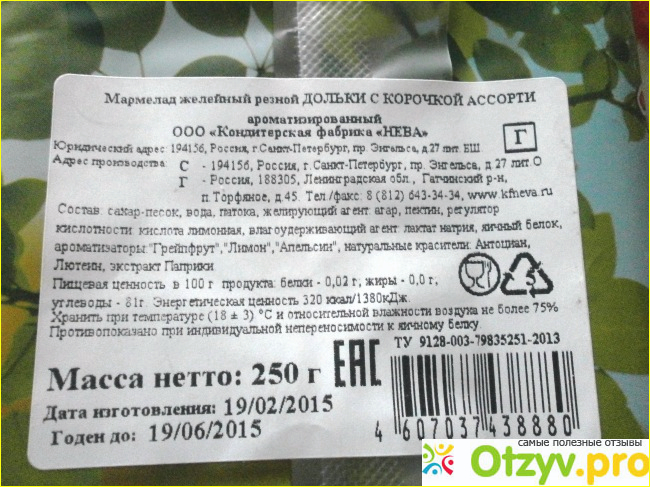 Мармелад желейный резной ДОЛЬКИ С КОРОЧКОЙ АССОРТИ
ароматизированный
ООО «Кондитерская фабрика «НЕВА»
Г
Юридический адрес: 194156, Россия, г.Санкт-Петербург, пр. Энгельса, д.27 лит. ЕШ
Адрес производства: С - 194156, Россия, г.Санкт-Петербург, пр. Энгельса, д.27 лит.О
Г - Россия, 188305, Ленинградская обл., Гатчинский р-н,
п.Торфяное, д.45. Тел./факс: 8 (812) 643-34-34, www.kfneva.ru
Состав: сахар-песок, вода, патока, желирующий агент: агар, пектин, регулятор
кислотности: кислота лимонная, влагоудерживающий агент: лактат натрия, яичный белок,
ароматизаторы:"Грейпфрут","Лимон","Апельсин", натуральные красители: Антоциан,
Лютеин, экстракт Паприки
Пищевая ценность в 100 г. продукта: белки - 0,02 г; жиры - 0,0 г,
углеводы - 81г. Энергетическая ценность 320 ккал/1380кДж.
Хранить при температуре (18 ± 3) °С и относительной влажности воздуха не более 75%
Противопоказано при индивидуальной непереносимости к яичному белку.
ТУ 9128-003-79835251-2013
Масса нетто: 250 г
EAC
Дата изготовления: 19/02/2015
Годен до: 19/06/2015
4 607037 438880
самые полезные отзывы
Otzyv.pro